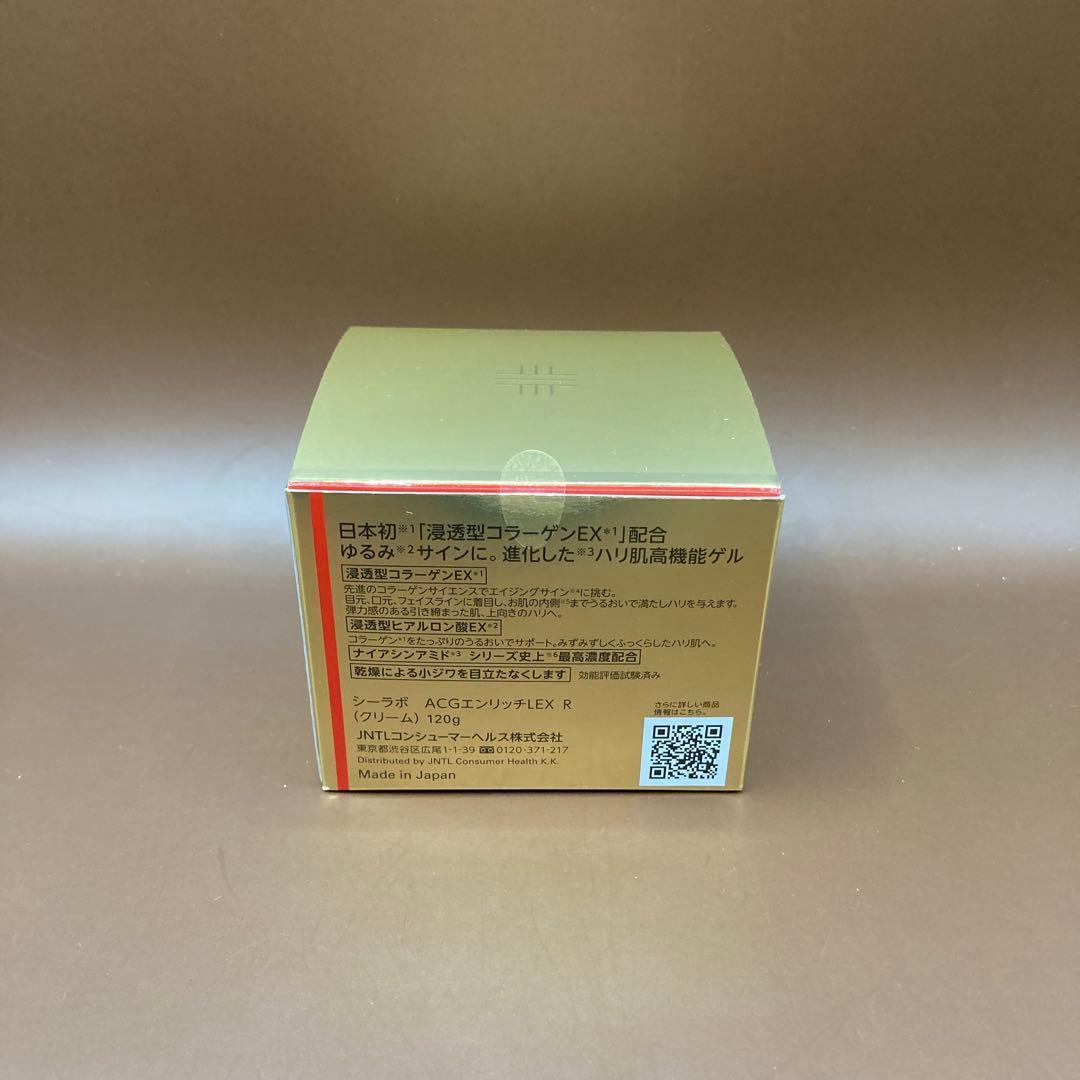 日本初※1「浸透型コラーゲンEX*1」配合
ゆるみ※2サインに。進化した※3ハリ肌高機能ゲル
浸透型コラーゲンEX*1
先進のコラーゲンサイエンスでエイジングサイン※4に挑む。
目元、口元、フェイスラインに着目し、お肌の内側※5までうるおいで満たしハリを与えます。
弾力感のある引き締まった肌、上向きのハリへ。
浸透型ヒアルロン酸EX*2
コラーゲン*1をたっぷりのうるおいでサポート。みずみずしくふっくらしたハリ肌へ。
ナイアシンアミド*3 シリーズ史上※6最高濃度配合
乾燥による小ジワを目立たなくします 効能評価試験済み
シーラボ ACGエンリッチLEX R
（クリーム）120g
JNTLコンシューマーヘルス株式会社
東京都渋谷区広尾1-1-39 0120-371-217
Distributed by JNTL Consumer Health K.K.
Made in Japan
さらに詳しい商品
情報はこちら。